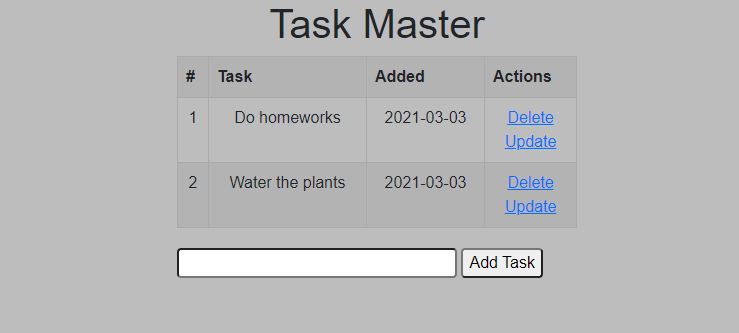 Task Master
# Task Added Actions
1 Do homeworks 2021-03-03 Delete
Update
2 Water the plants 2021-03-03 Delete
Update
Add Task